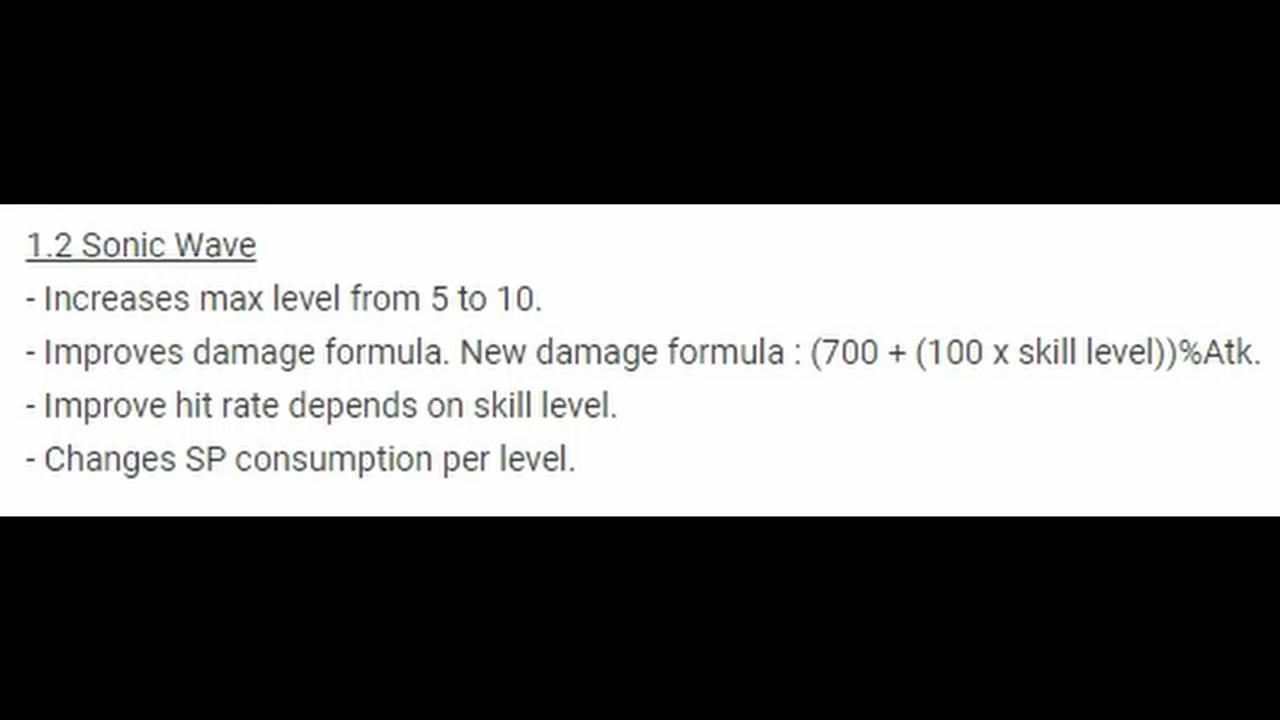 1.2 Sonic Wave
- Increases max level from 5 to 10.
- Improves damage formula. New damage formula : (700 + (100 x skill level))%Atk.
- Improve hit rate depends on skill level.
- Changes SP consumption per level.